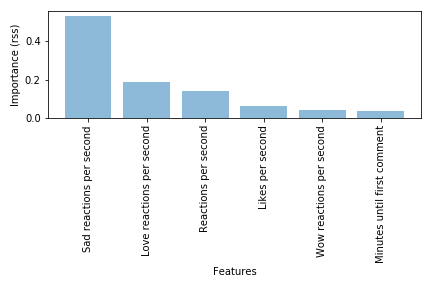 Importance (rss)
0.4
0.2
0.0
Sad reactions per second
Love reactions per second
Reactions per second
Likes per second
Wow reactions per second
Minutes until first comment
Features